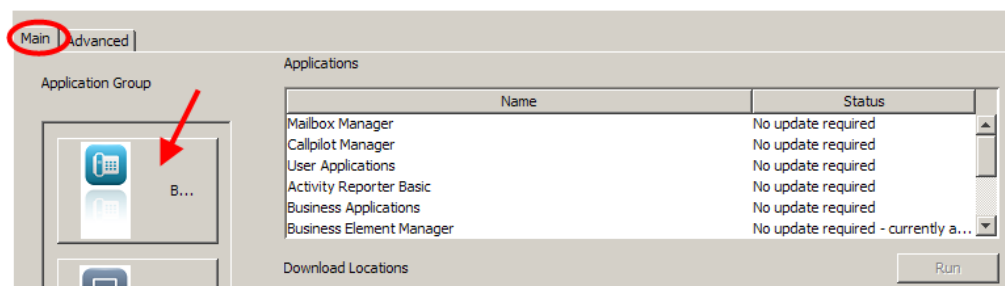 Main Advanced
Application Group
B...
Applications
Name Status
Mailbox Manager No update required
Callpilot Manager No update required
User Applications No update required
Activity Reporter Basic No update required
Business Applications No update required
Business Element Manager No update required - currently a...
Download Locations Run